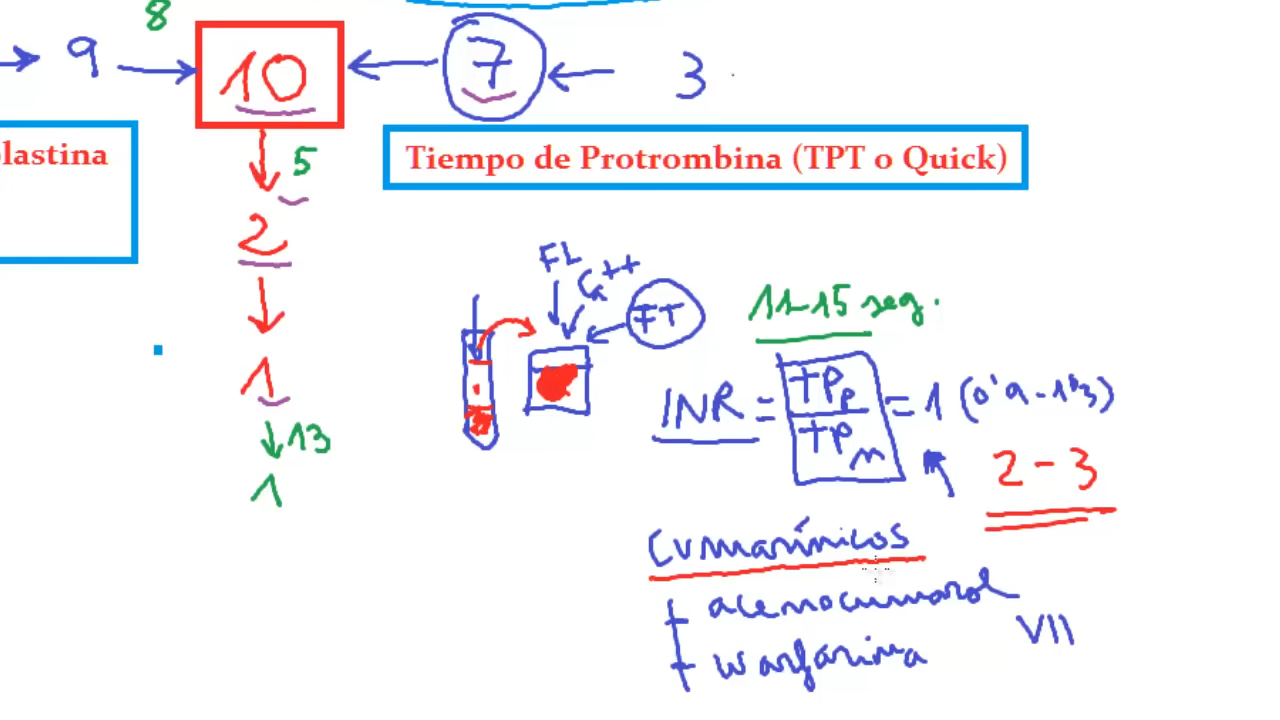 8
9 10 7 3
lastina
Tiempo de Protrombina (TPT o Quick)
5
2
FL
Ca++
FT
11-15 seg.
1
INR = TPp / TPm = 1 (0'9-1'3)
13
2-3
1
Cumarínicos
acenocumarol
VII
warfarina